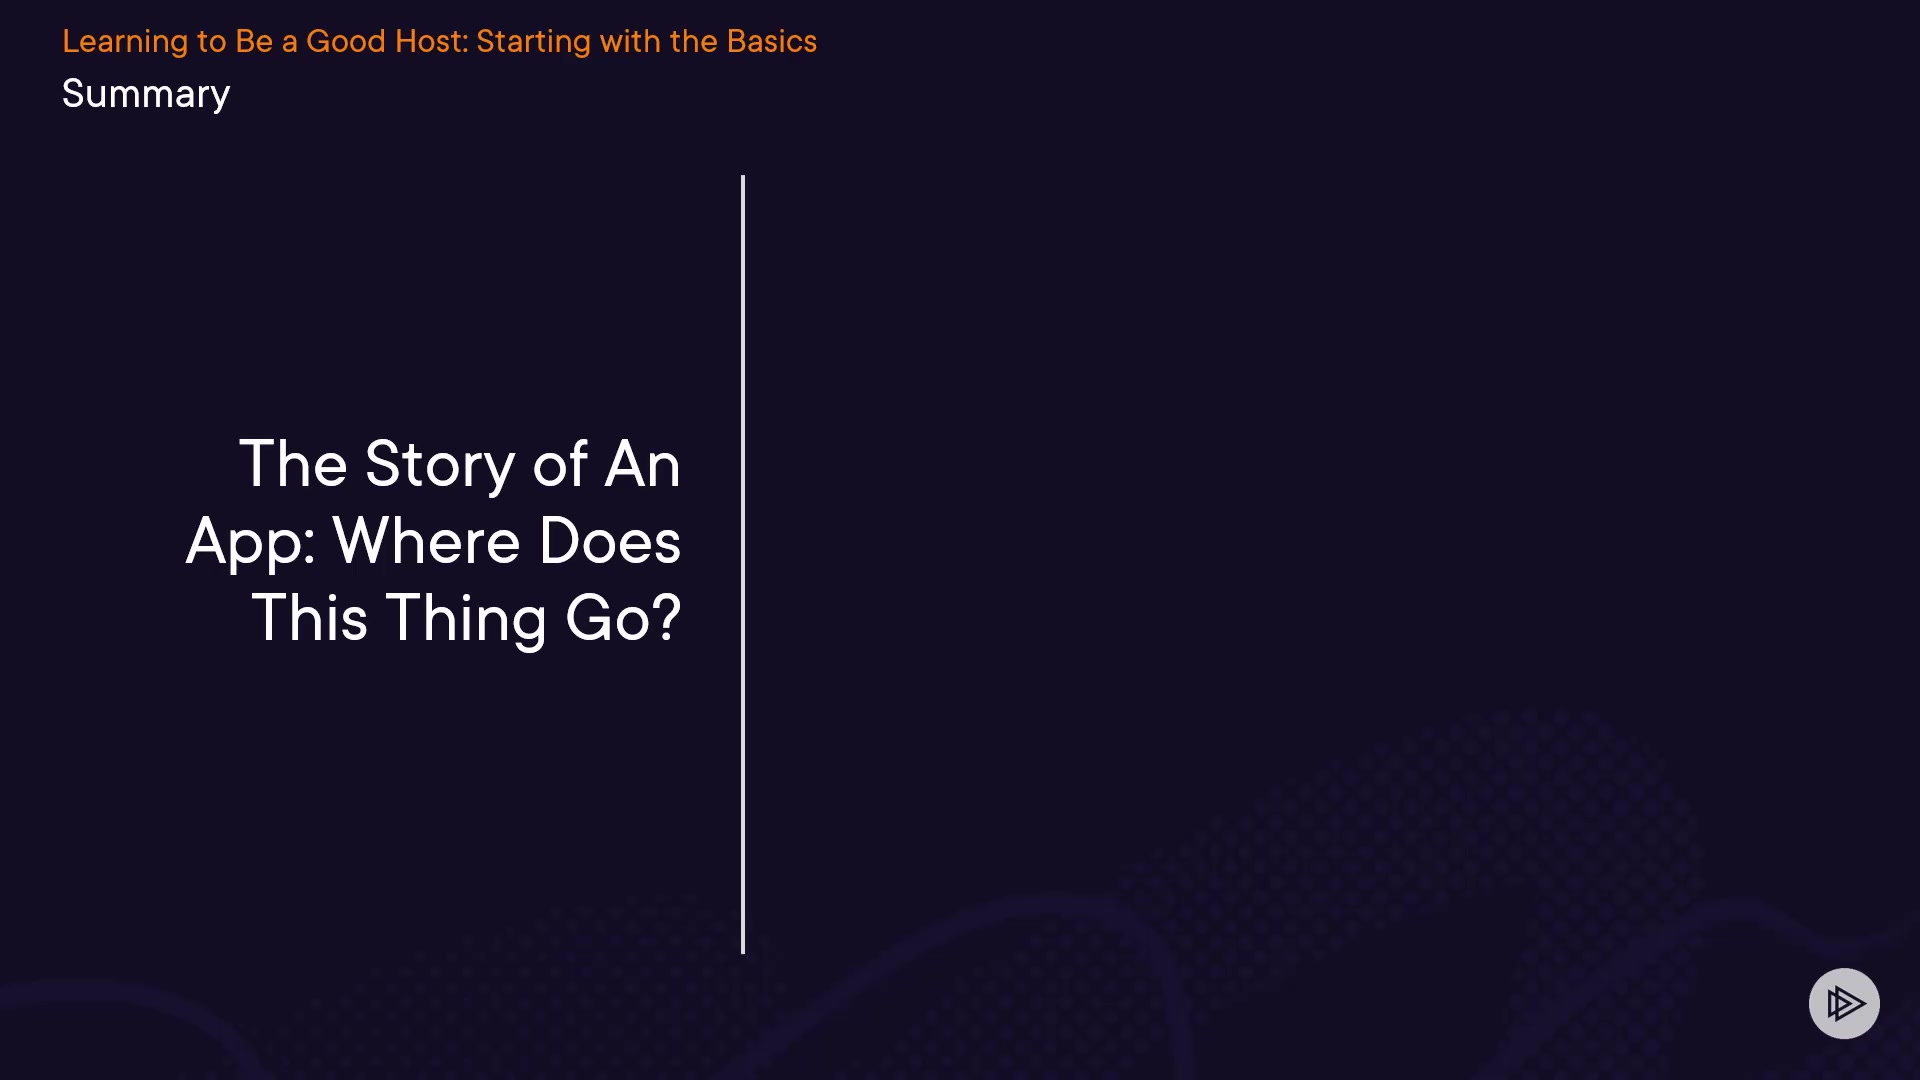 Learning to Be a Good Host: Starting with the Basics
Summary
The Story of An
App: Where Does
This Thing Go?